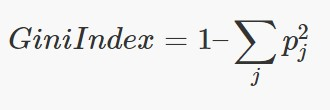 GiniIndex = 1– ∑_j p_j^2